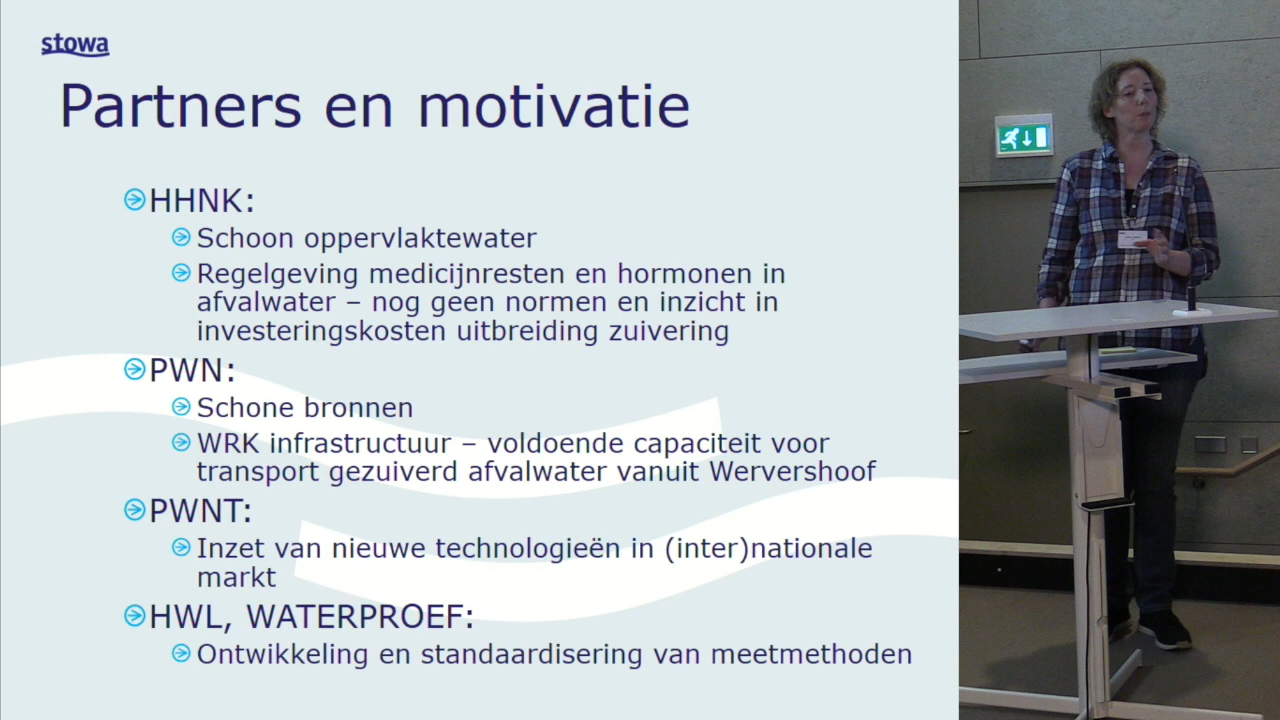 stowa
Partners en motivatie
HHNK:
Schoon oppervlaktewater
Regelgeving medicijnresten en hormonen in
afvalwater – nog geen normen en inzicht in
investeringskosten uitbreiding zuivering
PWN:
Schone bronnen
WRK infrastructuur – voldoende capaciteit voor
transport gezuiverd afvalwater vanuit Wervershoof
PWNT:
Inzet van nieuwe technologieën in (inter)nationale
markt
HWL, WATERPROEF:
Ontwikkeling en standaardisering van meetmethoden